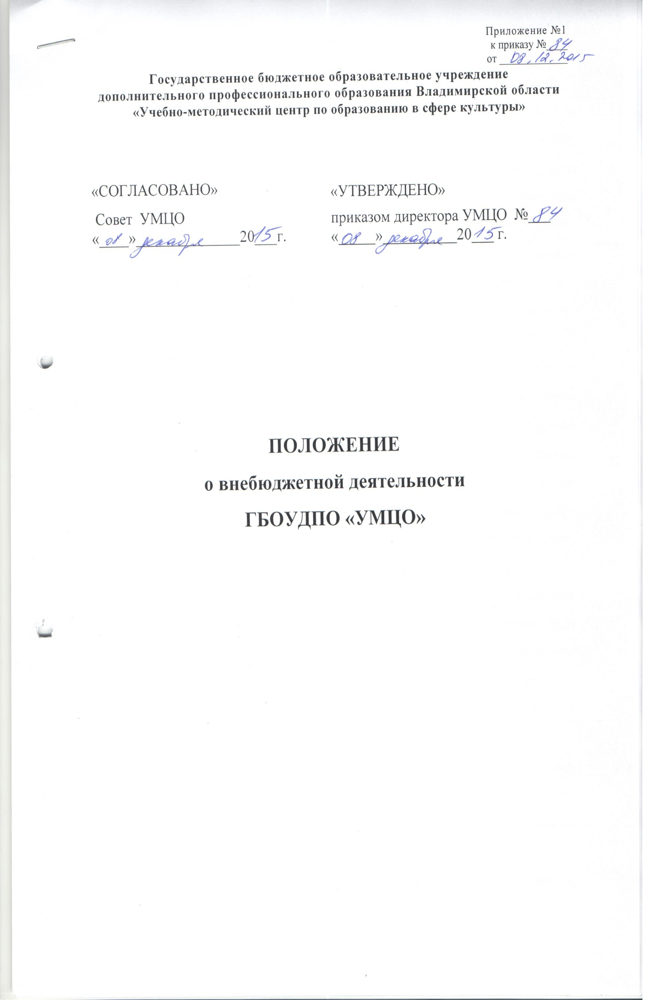 Приложение №1
к приказу № 84
от 08.12.2015
Государственное бюджетное образовательное учреждение
дополнительного профессионального образования Владимирской области
«Учебно-методический центр по образованию в сфере культуры»
«СОГЛАСОВАНО»
Совет УМЦО
«08» декабря 2015 г.
«УТВЕРЖДЕНО»
приказом директора УМЦО № 84
«08» декабря 2015 г.
ПОЛОЖЕНИЕ
о внебюджетной деятельности
ГБОУДПО «УМЦО»